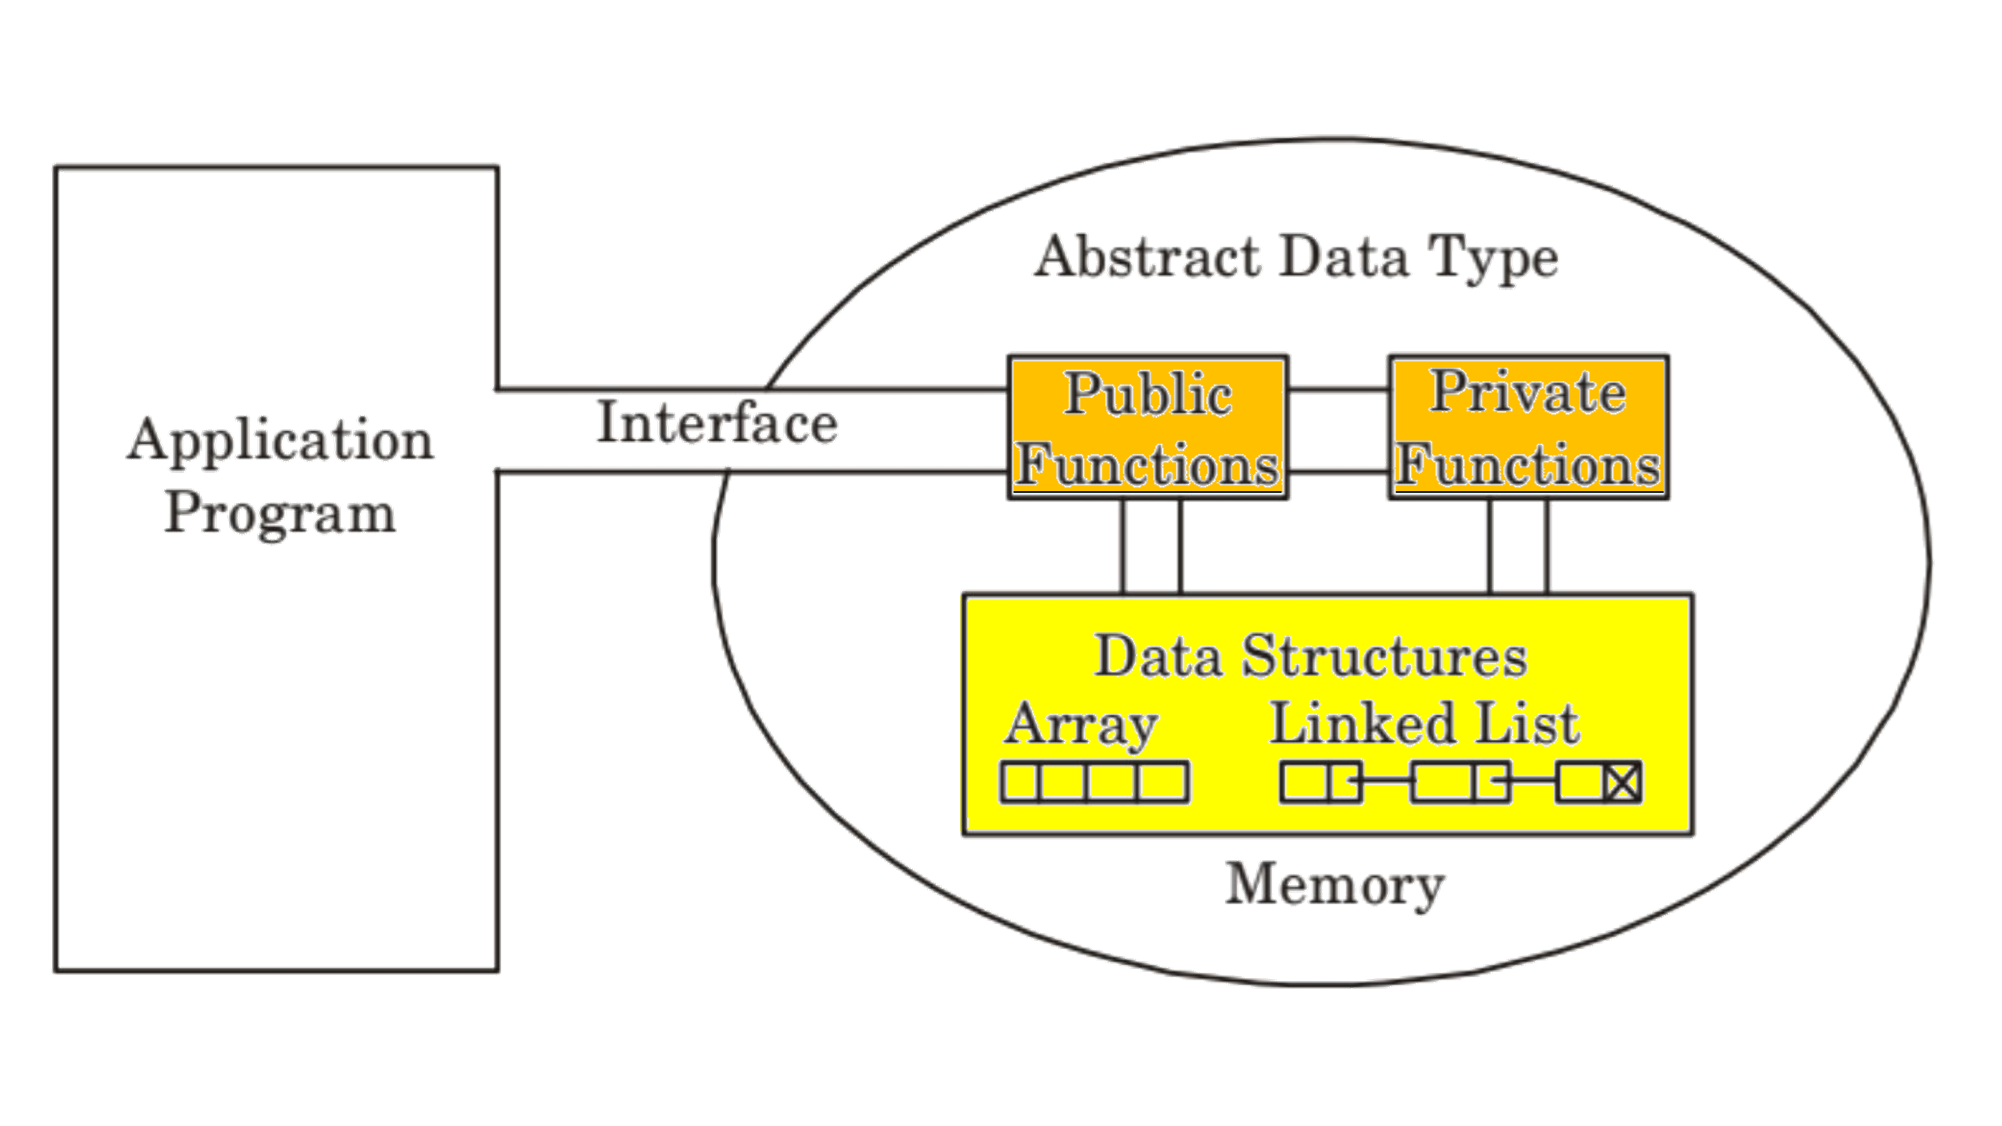 Abstract Data Type
Application
Program
Interface
Public
Functions
Private
Functions
Data Structures
Array
Linked List
Memory